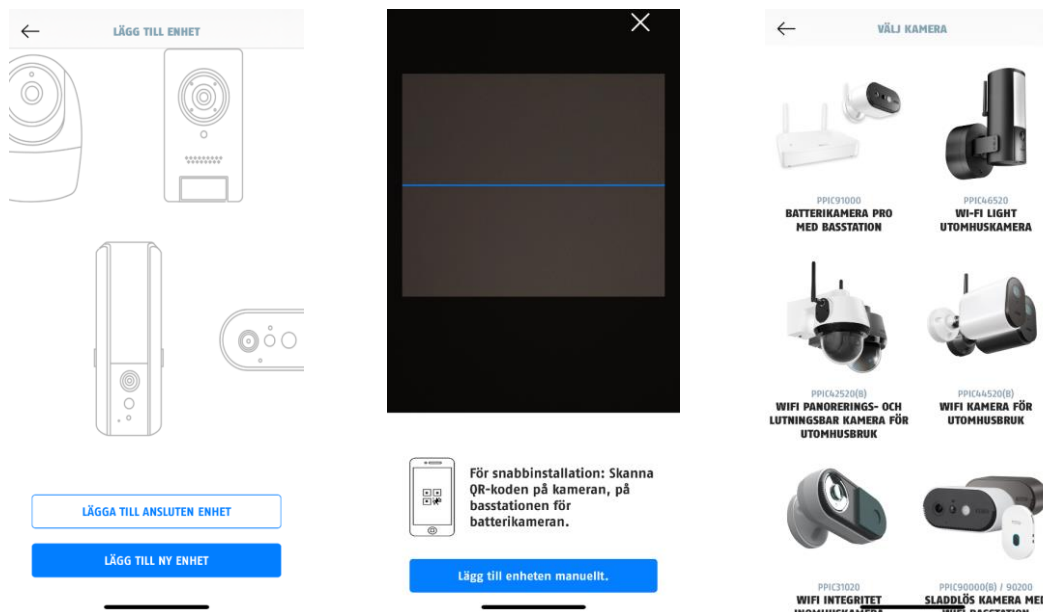 LÄGG TILL ENHET
LÄGGA TILL ANSLUTEN ENHET
LÄGG TILL NY ENHET
För snabbinstallation: Skanna
QR-koden på kameran, på
basstationen för
batterikameran.
Lägg till enheten manuellt.
VÄLJ KAMERA
PPIC91000
BATTERIKAMERA PRO
MED BASSTATION
PPIC46520
WI-FI LIGHT
UTOMHUSKAMERA
PPIC42520(B)
WIFI PANORERINGS- OCH
LUTNINGSBAR KAMERA FÖR
UTOMHUSBRUK
PPIC44520(B)
WIFI KAMERA FÖR
UTOMHUSBRUK
PPIC31020
WIFI INTEGRITET
INOMHUSKAMERA
PPIC90000(B) / 90200
SLADDLÖS KAMERA MED
WIFI BASSTATION